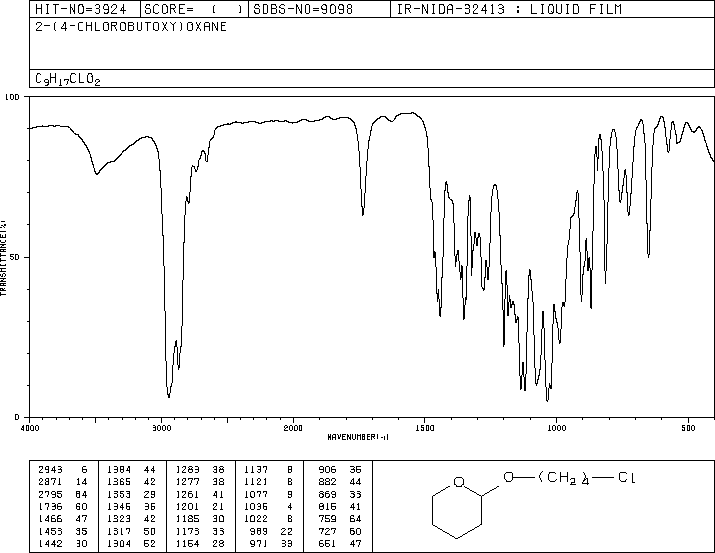 HIT-NO=3924 SCORE= ( ) SDBS-NO=9098 IR-NIDA-32413 : LIQUID FILM
2-(4-CHLOROBUTOXY)OXANE
C9H17CLO2
100
50
0
TRANSMITTANCE(%)
4000 3000 2000 1500 1000 500
WAVENUMBER(-1)
2943 6 1384 44 1283 38 1137 8 906 35
2871 14 1365 42 1277 38 1121 8 882 44
2795 64 1353 29 1261 41 1077 9 869 33
1736 60 1346 36 1201 21 1036 4 816 41
1466 47 1323 42 1185 30 1022 8 759 64
1453 35 1317 50 1173 33 989 22 727 60
1442 30 1304 52 1154 28 971 33 651 47
O O—(CH2)4—Cl